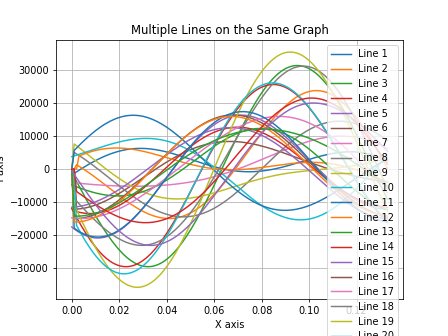 Multiple Lines on the Same Graph
30000
20000
10000
0
−10000
−20000
−30000
0.00 0.02 0.04 0.06 0.08 0.10
X axis
axis
Line 1
Line 2
Line 3
Line 4
Line 5
Line 6
Line 7
Line 8
Line 9
Line 10
Line 11
Line 12
Line 13
Line 14
Line 15
Line 16
Line 17
Line 18
Line 19
Line 20